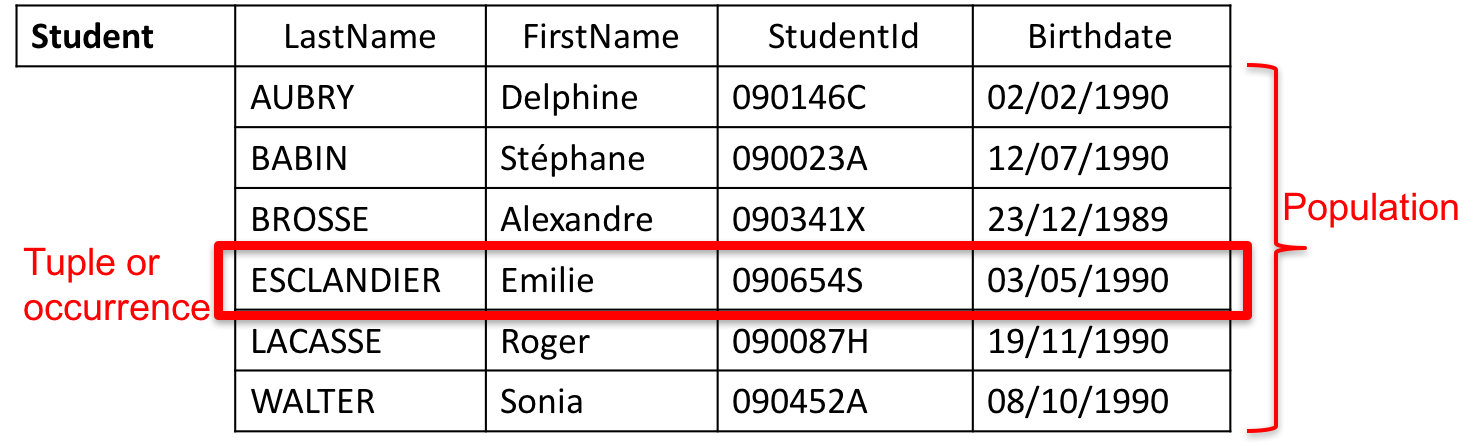 Student LastName FirstName StudentId Birthdate
AUBRY Delphine 090146C 02/02/1990
BABIN Stéphane 090023A 12/07/1990
BROSSE Alexandre 090341X 23/12/1989
Population
Tuple or
occurrence
ESCLANDIER Emilie 090654S 03/05/1990
LACASSE Roger 090087H 19/11/1990
WALTER Sonia 090452A 08/10/1990